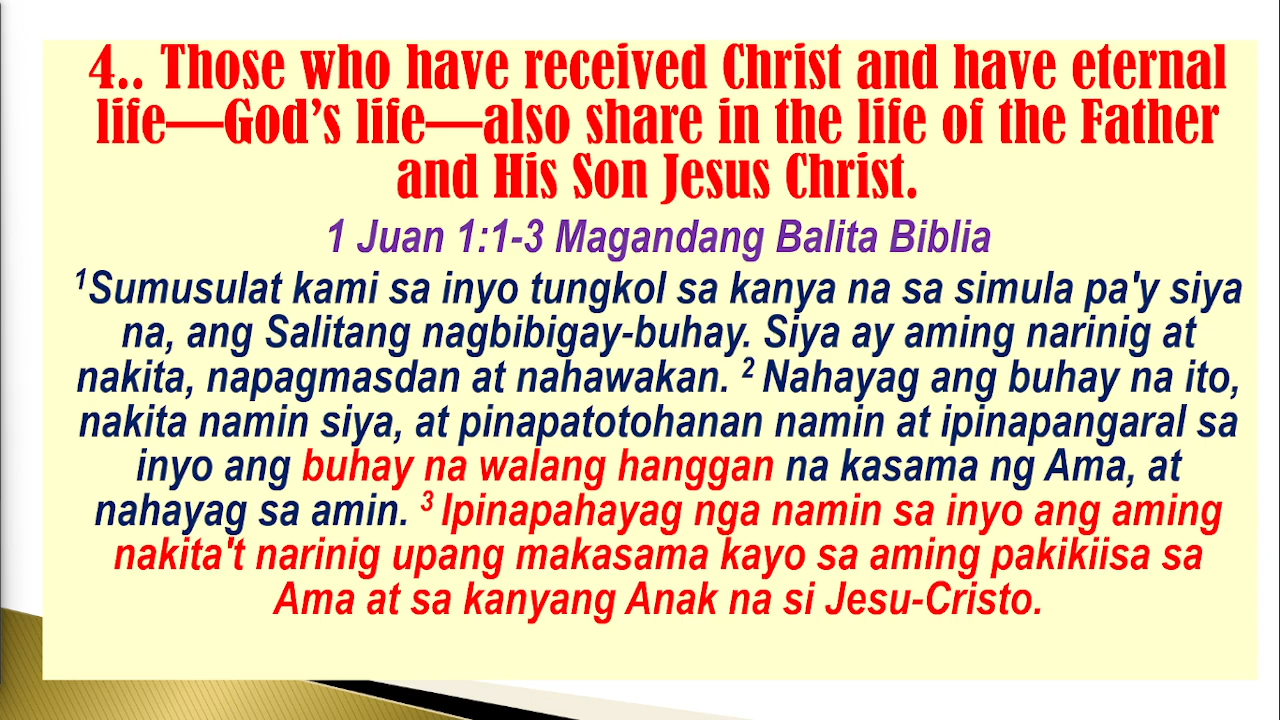 4.. Those who have received Christ and have eternal
life—God’s life—also share in the life of the Father
and His Son Jesus Christ.
1 Juan 1:1-3 Magandang Balita Biblia
1Sumusulat kami sa inyo tungkol sa kanya na sa simula pa'y siya
na, ang Salitang nagbibigay-buhay. Siya ay aming narinig at
nakita, napagmasdan at nahawakan. 2 Nahayag ang buhay na ito,
nakita namin siya, at pinapatotohanan namin at ipinapangaral sa
inyo ang buhay na walang hanggan na kasama ng Ama, at
nahayag sa amin. 3 Ipinapahayag nga namin sa inyo ang aming
nakita't narinig upang makasama kayo sa aming pakikiisa sa
Ama at sa kanyang Anak na si Jesu-Cristo.